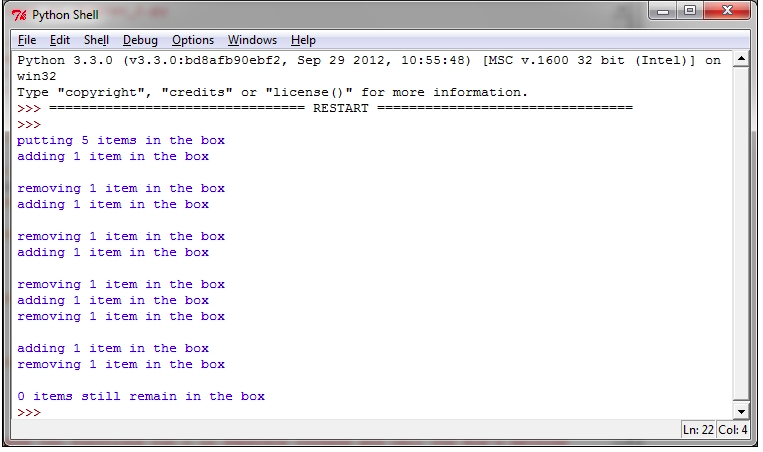 Python Shell
File Edit Shell Debug Options Windows Help
Python 3.3.0 (v3.3.0:bd8afb90ebf2, Sep 29 2012, 10:55:48) [MSC v.1600 32 bit (Intel)] on
win32
Type "copyright", "credits" or "license()" for more information.
>>> ================================ RESTART ================================
>>>
putting 5 items in the box
adding 1 item in the box
removing 1 item in the box
adding 1 item in the box
removing 1 item in the box
adding 1 item in the box
removing 1 item in the box
adding 1 item in the box
removing 1 item in the box
adding 1 item in the box
removing 1 item in the box
0 items still remain in the box
>>>
Ln: 22 Col: 4